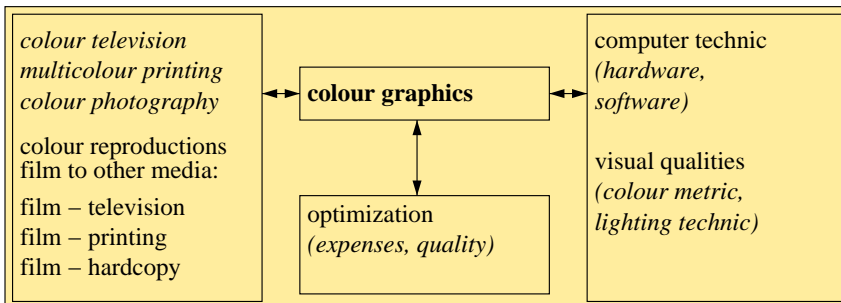 colour television
multicolour printing
colour photography
colour reproductions
film to other media:
film – television
film – printing
film – hardcopy
colour graphics
optimization
(expenses, quality)
computer technic
(hardware,
software)
visual qualities
(colour metric,
lighting technic)